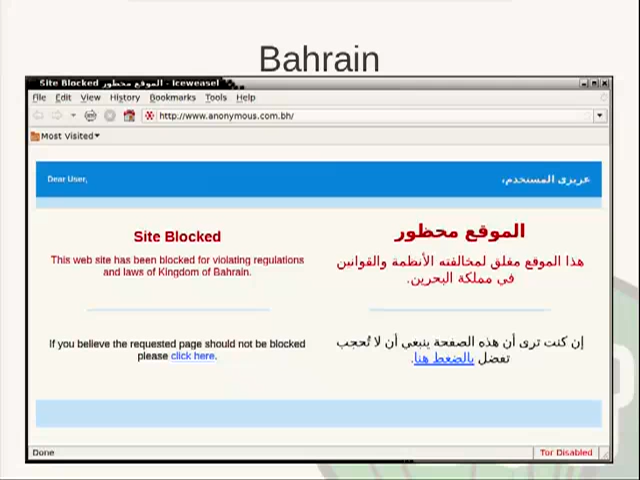 Bahrain
Site Blocked الموقع محظور - Iceweasel
File Edit View History Bookmarks Tools Help
http://www.anonymous.com.bh/
Most Visited
Dear User,
عزيزي المستخدم،
Site Blocked
This web site has been blocked for violating regulations
and laws of Kingdom of Bahrain.
الموقع محظور
هذا الموقع مغلق لمخالفته الأنظمة والقوانين
في مملكة البحرين.
If you believe the requested page should not be blocked
please click here.
إن كنت ترى أن هذه الصفحة ينبغي أن لا تُحجب
تفضل بالضغط هنا.
Done
Tor Disabled